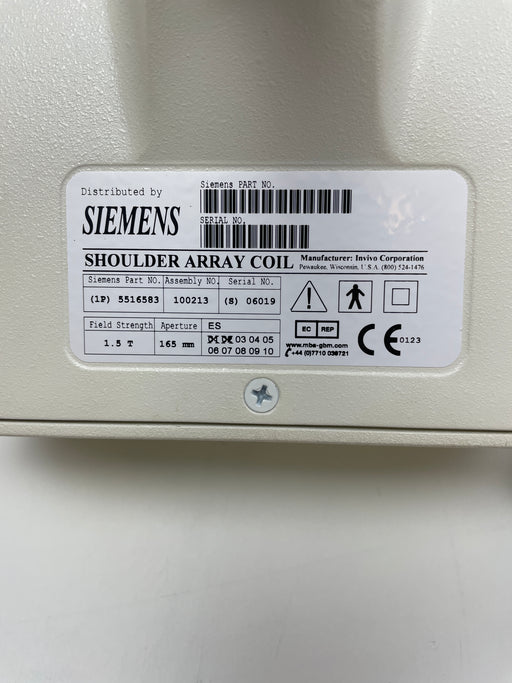 Distributed by
SIEMENS
Siemens PART NO.
SERIAL NO.
SHOULDER ARRAY COIL
Manufacturer: Invivo Corporation
Pewaukee, Wisconsin, U.S.A. (800) 524-1476
Siemens Part No. Assembly NO. Serial No.
(1P) 5516583 100213 (S) 06019
Field Strength Aperture ES
1.5 T 165 mm
03 04 05
06 07 08 09 10
EC REP
www.mbs-gbm.com
+44 (0)7710 038721
CE 0123